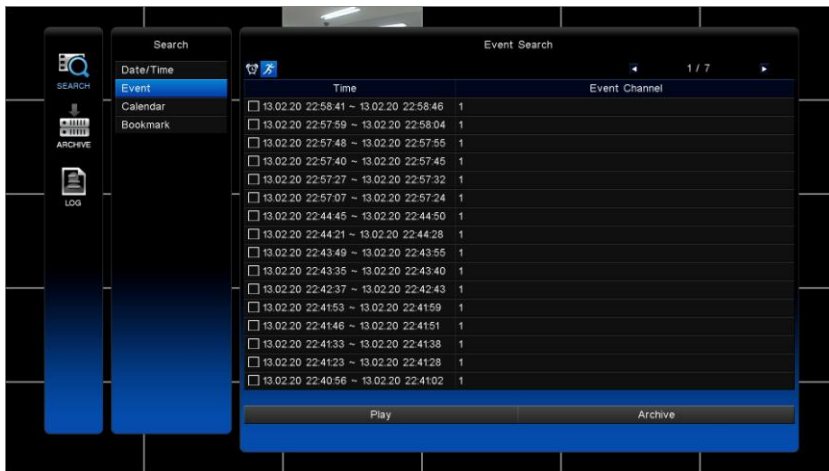 Search
Event Search
SEARCH
ARCHIVE
LOG
Date/Time
Event
Calendar
Bookmark
1 / 7
Time Event Channel
13.02.20 22:58:41 ~ 13.02.20 22:58:46 1
13.02.20 22:57:59 ~ 13.02.20 22:58:04 1
13.02.20 22:57:48 ~ 13.02.20 22:57:55 1
13.02.20 22:57:40 ~ 13.02.20 22:57:45 1
13.02.20 22:57:27 ~ 13.02.20 22:57:32 1
13.02.20 22:57:07 ~ 13.02.20 22:57:24 1
13.02.20 22:44:45 ~ 13.02.20 22:44:50 1
13.02.20 22:44:21 ~ 13.02.20 22:44:28 1
13.02.20 22:43:49 ~ 13.02.20 22:43:55 1
13.02.20 22:43:35 ~ 13.02.20 22:43:40 1
13.02.20 22:42:37 ~ 13.02.20 22:42:43 1
13.02.20 22:41:53 ~ 13.02.20 22:41:59 1
13.02.20 22:41:46 ~ 13.02.20 22:41:51 1
13.02.20 22:41:33 ~ 13.02.20 22:41:38 1
13.02.20 22:41:23 ~ 13.02.20 22:41:28 1
13.02.20 22:40:56 ~ 13.02.20 22:41:02 1
Play Archive